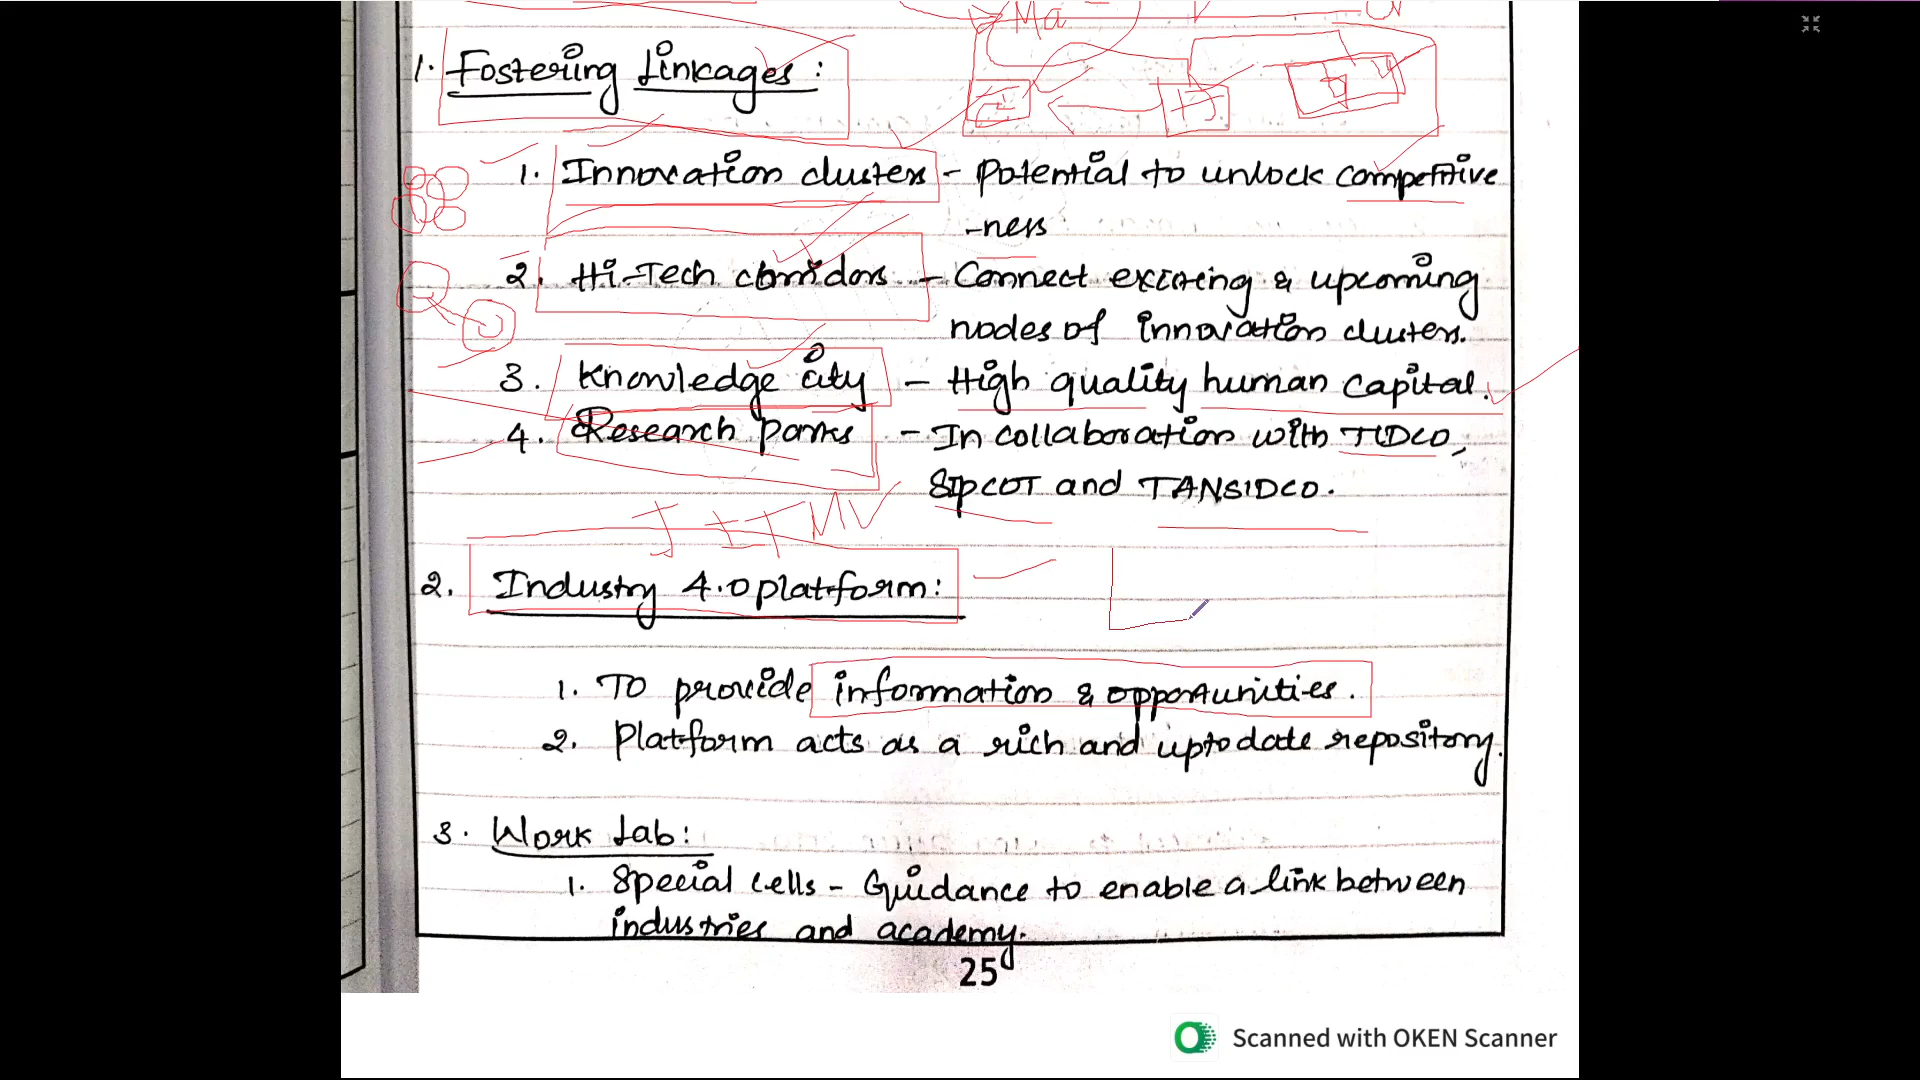 1. Fostering Linkages :
1. Innovation clusters - Potential to unlock competitive
-ness
2. Hi-Tech corridors - Connect existing & upcoming
nodes of innovation clusters.
3. Knowledge city - High quality human capital.
4. Research parks - In collaboration with TIDCO,
SIPCOT and TANSIDCO.
2. Industry 4.0 platform:
1. To provide information & opportunities.
2. Platform acts as a rich and upto date repository.
3. Work Lab:
1. Special cells - Guidance to enable a link between
industries and academy.
25
Scanned with OKEN Scanner